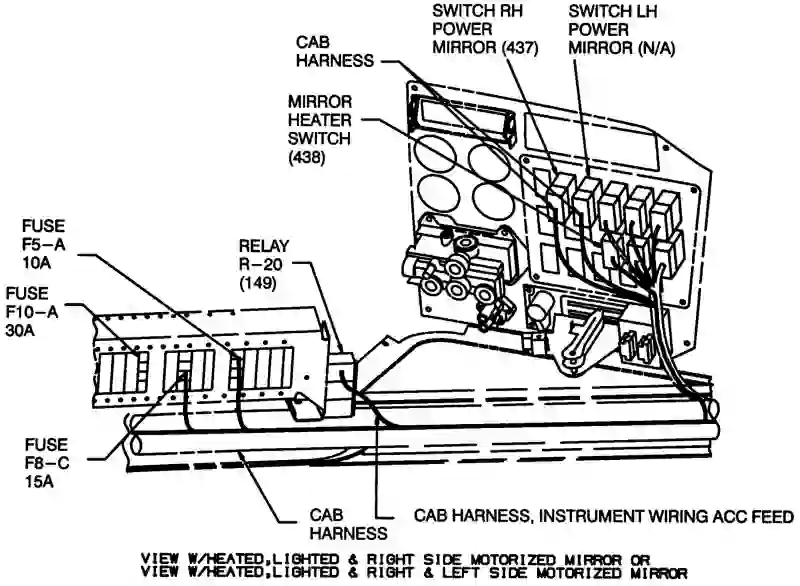 SWITCH RH
POWER
MIRROR (437)
SWITCH LH
POWER
MIRROR (N/A)
CAB
HARNESS
MIRROR
HEATER
SWITCH
(438)
FUSE
F5-A
10A
RELAY
R-20
(149)
FUSE
F10-A
30A
FUSE
F8-C
15A
CAB
HARNESS
CAB HARNESS, INSTRUMENT WIRING ACC FEED
VIEW W/HEATED,LIGHTED & RIGHT SIDE MOTORIZED MIRROR OR
VIEW W/HEATED,LIGHTED & RIGHT & LEFT SIDE MOTORIZED MIRROR